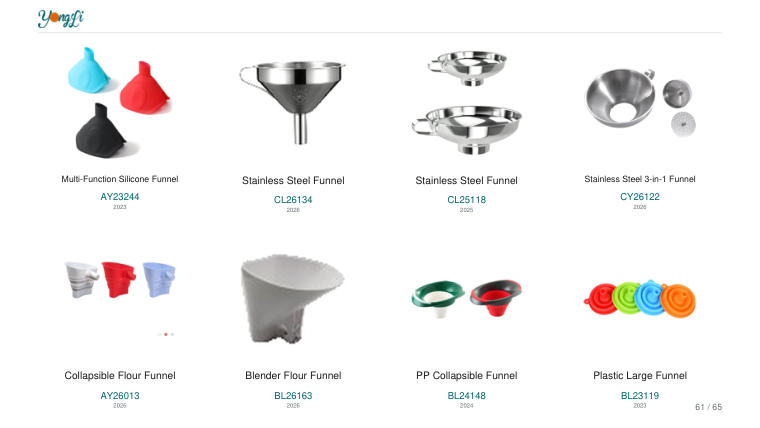 YongLi
Multi-Function Silicone Funnel
AY23244
2023
Stainless Steel Funnel
CL26134
2026
Stainless Steel Funnel
CL25118
2025
Stainless Steel 3-in-1 Funnel
CY26122
2026
Collapsible Flour Funnel
AY26013
2026
Blender Flour Funnel
BL26163
2026
PP Collapsible Funnel
BL24148
2024
Plastic Large Funnel
BL23119
2023
61 / 65